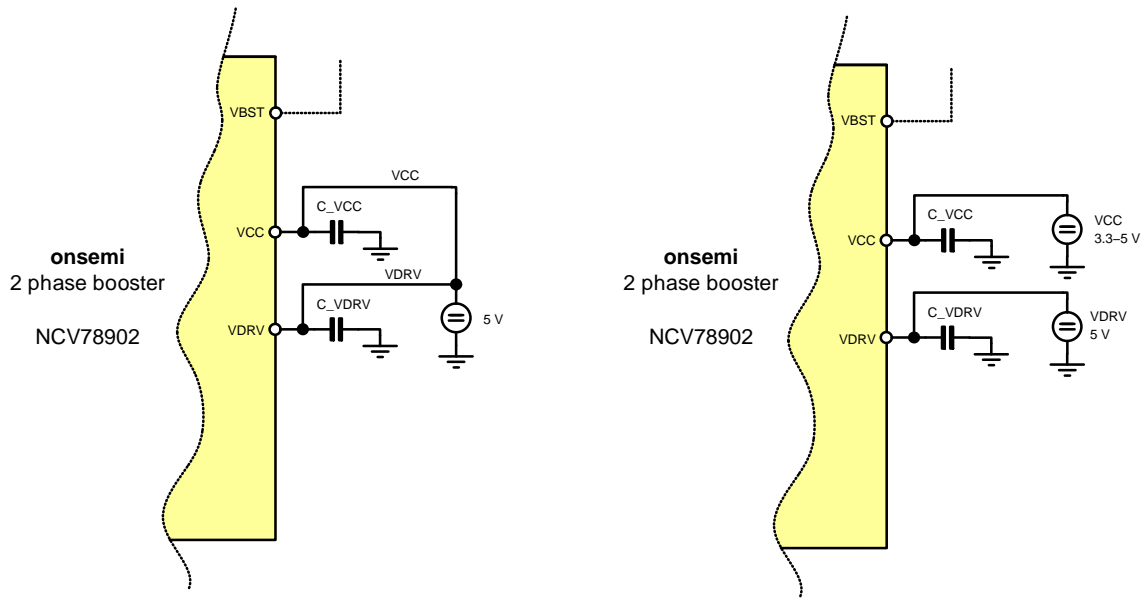 VBST
VCC
C_VCC
VCC
onsemi
2 phase booster
VDRV
C_VDRV
NCV78902
VDRV
5 V
VBST
C_VCC
VCC
3.3–5 V
VCC
onsemi
2 phase booster
C_VDRV
VDRV
5 V
NCV78902
VDRV